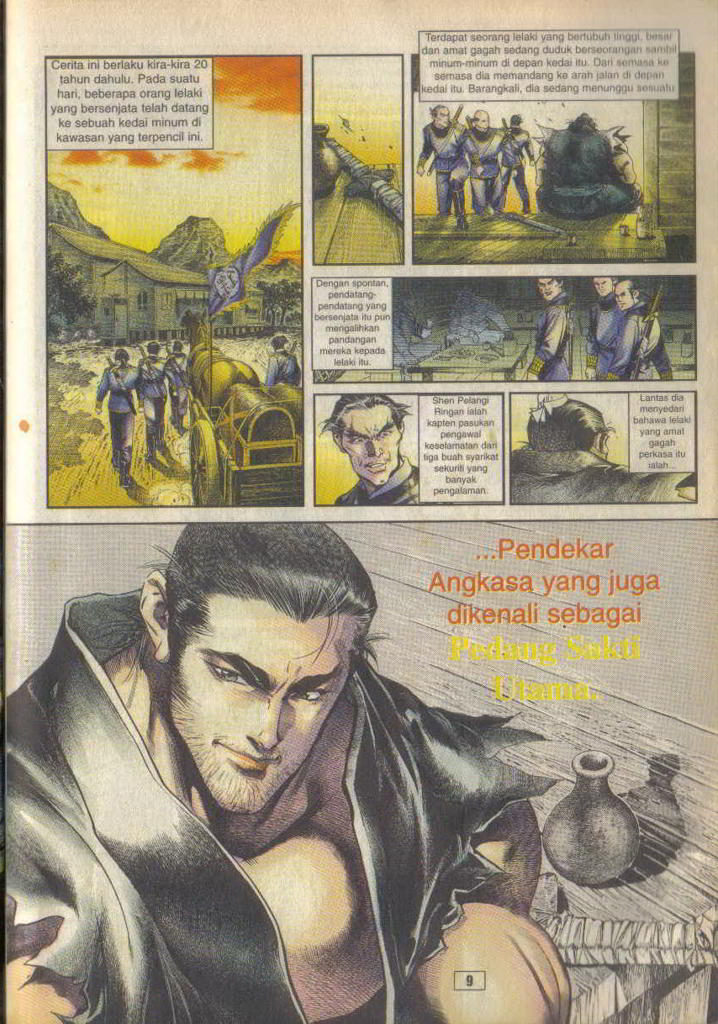 Cerita ini berlaku kira-kira 20
tahun dahulu. Pada suatu
hari, beberapa orang lelaki
yang bersenjata telah datang
ke sebuah kedai minum di
kawasan yang terpencil ini.
Terdapat seorang lelaki yang bertubuh tinggi, besar
dan amat gagah sedang duduk berseorangan sambil
minum-minum di depan kedai itu. Dari semasa ke
semasa dia memandang ke arah jalan di depan
kedai itu. Barangkali, dia sedang menunggu sesuatu
Dengan spontan,
pendatang-
pendatang yang
bersenjata itu pun
mengalihkan
pandangan
mereka kepada
lelaki itu.
Shen Pelangi
Ringan ialah
kapten pasukan
pengawal
keselamatan dari
tiga buah syarikat
sekuriti yang
banyak
pengalaman.
Lantas dia
menyedari
bahawa lelaki
yang amat
gagah
perkasa itu
ialah...
...Pendekar
Angkasa yang juga
dikenali sebagai
Pedang Sakti
Utama.
9